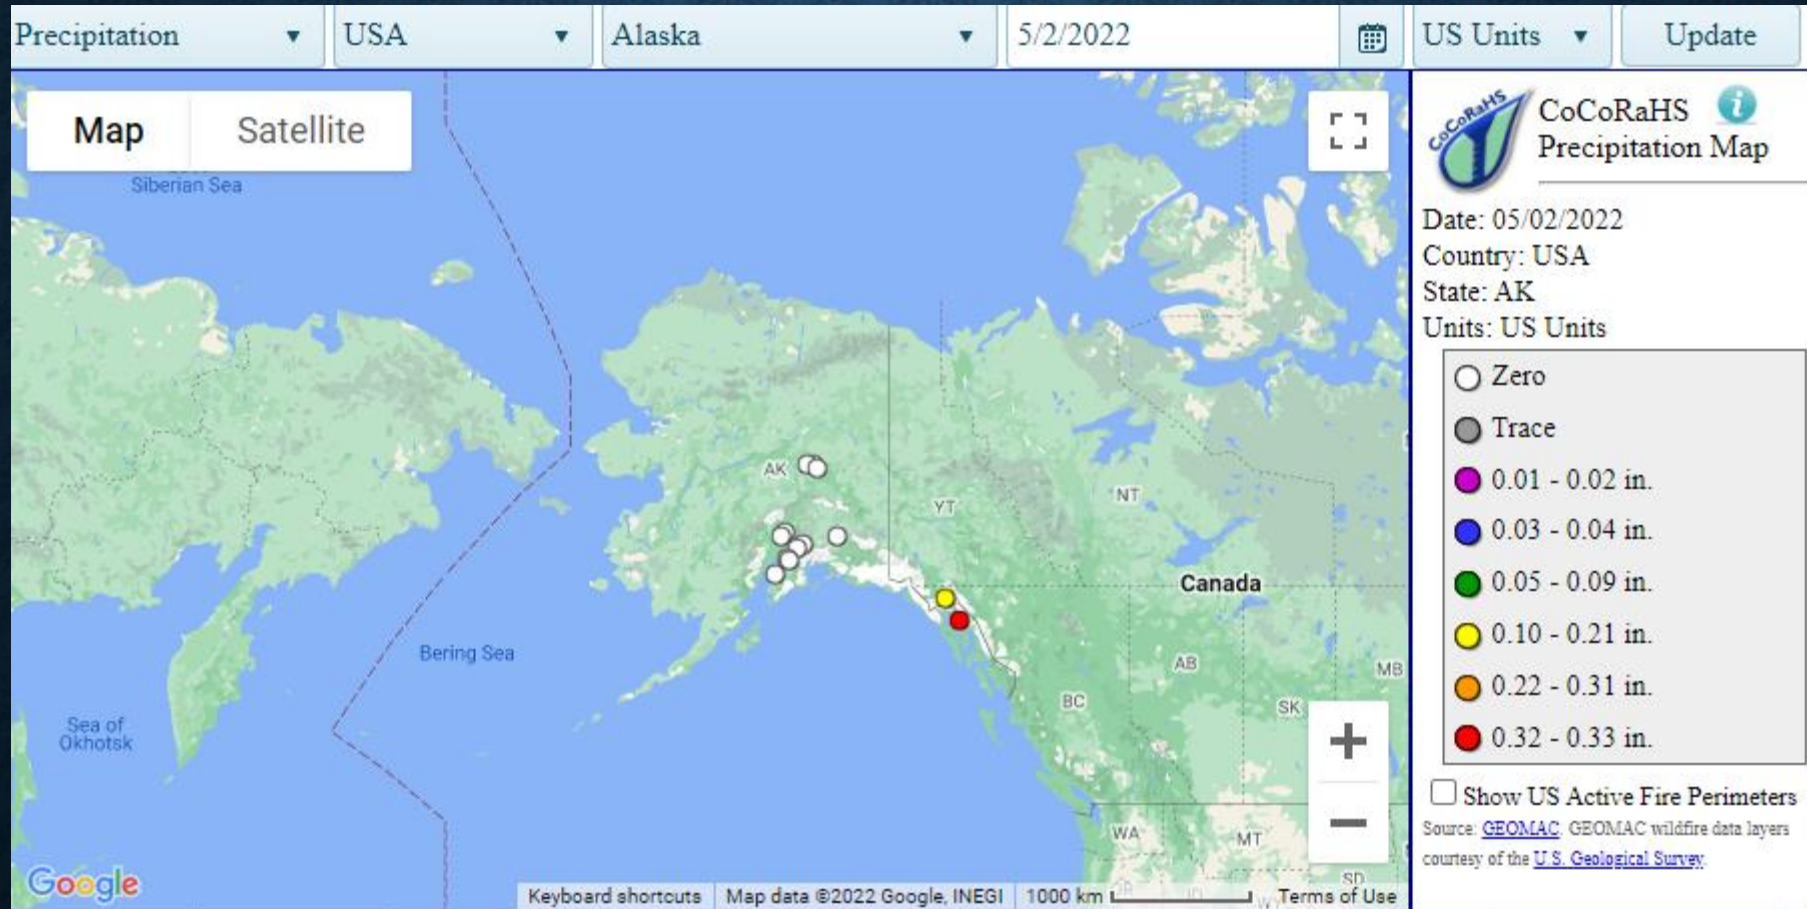 Precipitation USA Alaska 5/2/2022 US Units Update
Map Satellite
Siberian Sea
AK
YT
NT
Canada
Bering Sea
AB
MB
BC
SK
Sea of
Okhotsk
WA
MT
SD
Google
Keyboard shortcuts Map data ©2022 Google, INEGI 1000 km Terms of Use
CoCoRaHS
CoCoRaHS
Precipitation Map
Date: 05/02/2022
Country: USA
State: AK
Units: US Units
Zero
Trace
0.01 - 0.02 in.
0.03 - 0.04 in.
0.05 - 0.09 in.
0.10 - 0.21 in.
0.22 - 0.31 in.
0.32 - 0.33 in.
Show US Active Fire Perimeters
Source: GEOMAC. GEOMAC wildfire data layers
courtesy of the U.S. Geological Survey.